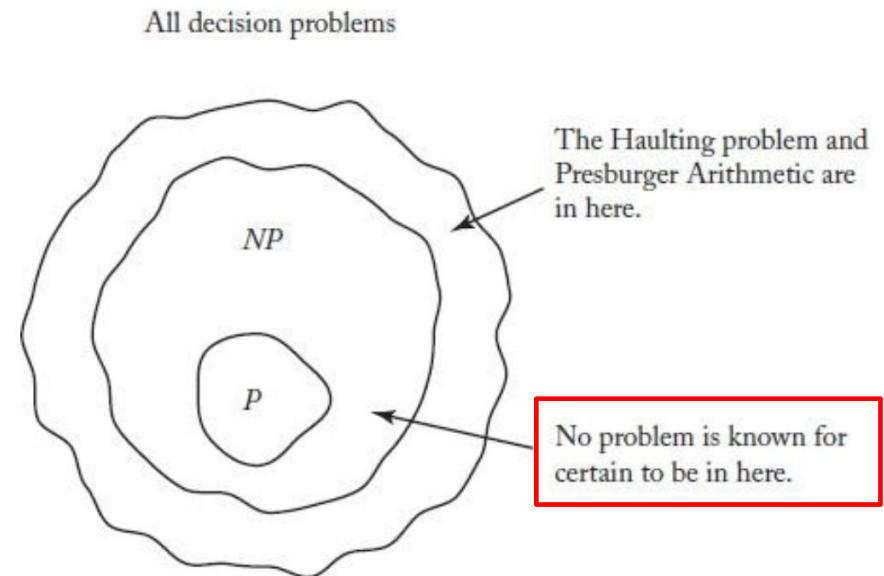 All decision problems
The Haulting problem and
Presburger Arithmetic are
in here.
NP
P
No problem is known for
certain to be in here.